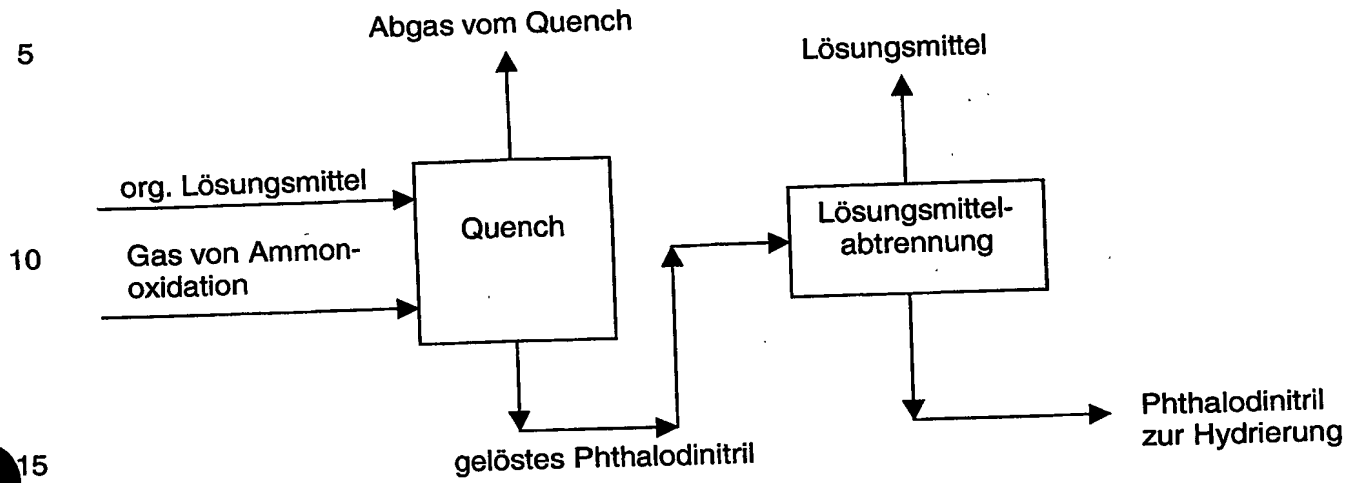 Abgas vom Quench
5
Lösungsmittel
org. Lösungsmittel
Quench
Lösungsmittel-
abtrennung
10
Gas von Ammon-
oxidation
Phthalodinitril
zur Hydrierung
gelöstes Phthalodinitril
15